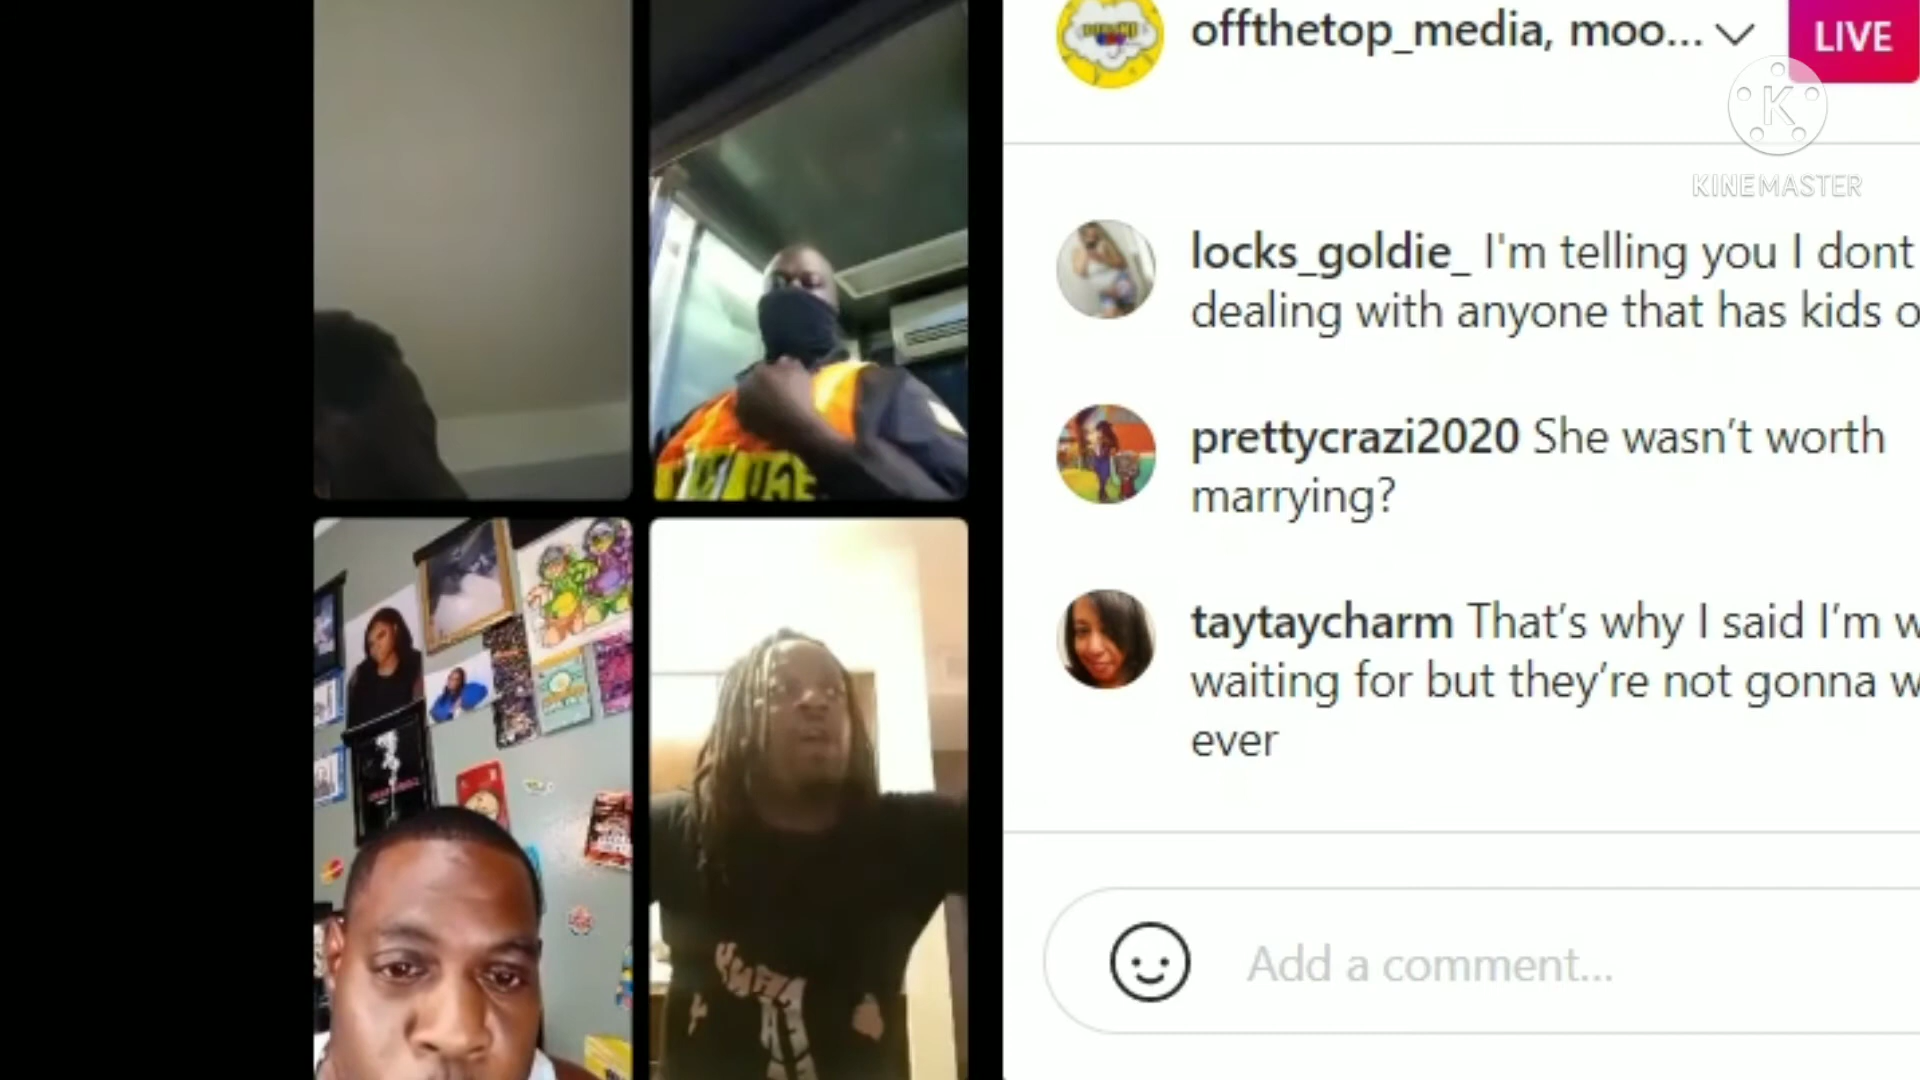 offthetop_media, moo...
LIVE
K
KINEMASTER
locks_goldie_ I'm telling you I dont
dealing with anyone that has kids
prettycrazi2020 She wasn't worth
marrying?
taytaycharm That's why I said I'm
waiting for but they're not gonna
ever
Add a comment...